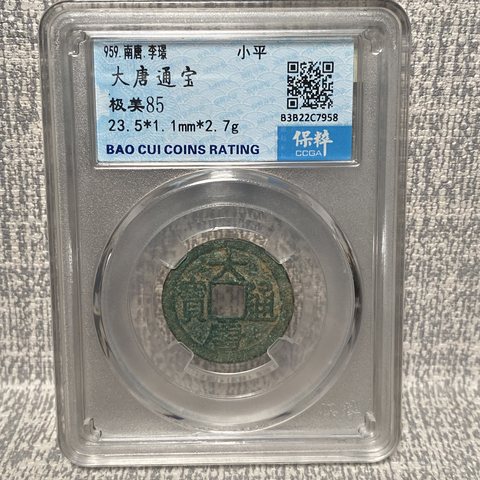 959.南唐.李璟
小平
大唐通宝
极美85
23.5*1.1mm*2.7g
B3B22C7958
BAO CUI COINS RATING
保粹
CCGA
大唐通寳